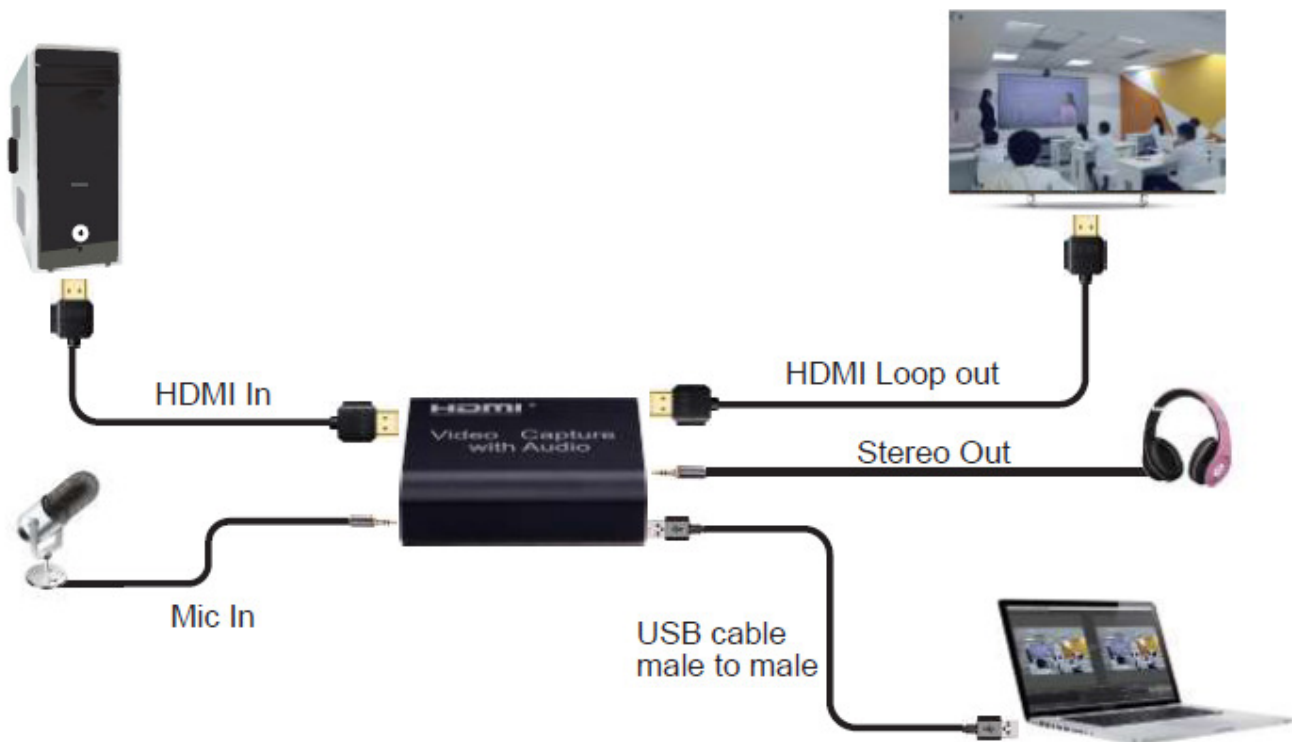 HDMI In
HDMI Loop out
HDMI
Video Capture
with Audio
Stereo Out
Mic In
USB cable
male to male